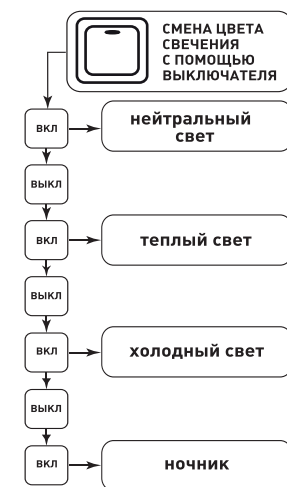 СМЕНА ЦВЕТА
СВЕЧЕНИЯ
С ПОМОЩЬЮ
ВЫКЛЮЧАТЕЛЯ
ВКЛ
нейтральный
свет
ВЫКЛ
ВКЛ
теплый свет
ВЫКЛ
ВКЛ
холодный свет
ВЫКЛ
ВКЛ
ночник